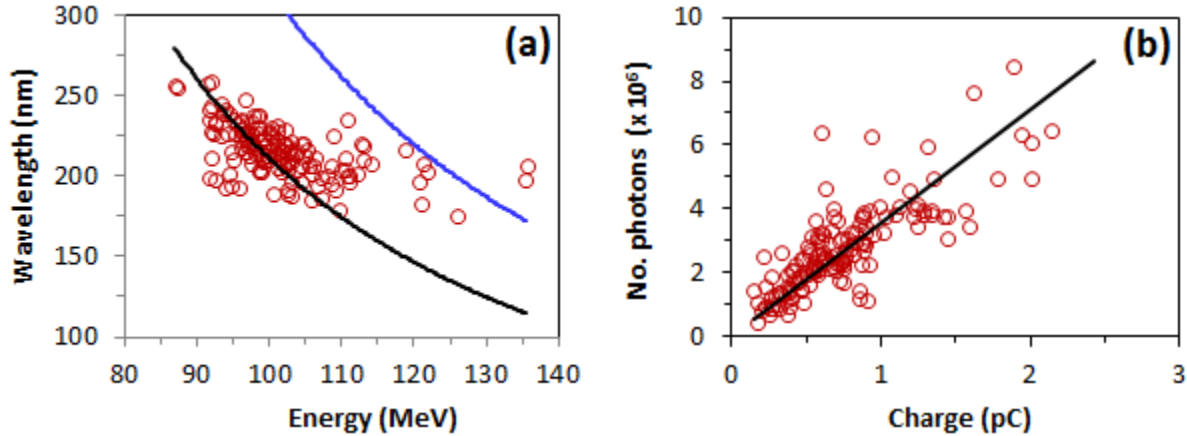 (a)
Wavelength (nm)
300
250
200
150
100
80 90 100 110 120 130 140
Energy (MeV)
(b)
No. photons (x 10⁶)
10
8
6
4
2
0
0 1 2 3
Charge (pC)